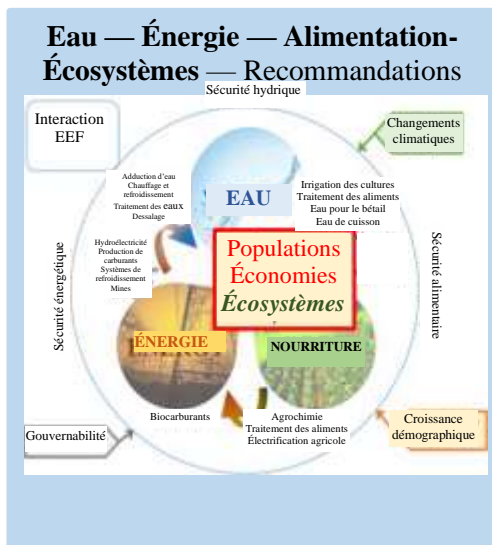 Eau — Énergie — Alimentation-
Écosystèmes — Recommandations
Sécurité hydrique
Interaction
EEF
Changements
climatiques
Adduction d'eau
Chauffage et
refroidissement
Traitement des eaux
Dessalage
EAU
Irrigation des cultures
Traitement des aliments
Eau pour le bétail
Eau de cuisson
Hydroélectricité
Production de
carburants
Systèmes de
refroidissement
Mines
Populations
Économies
Écosystèmes
Sécurité énergétique
Sécurité alimentaire
ÉNERGIE
NOURRITURE
Biocarburants
Agrochimie
Traitement des aliments
Électrification agricole
Gouvernabilité
Croissance
démographique